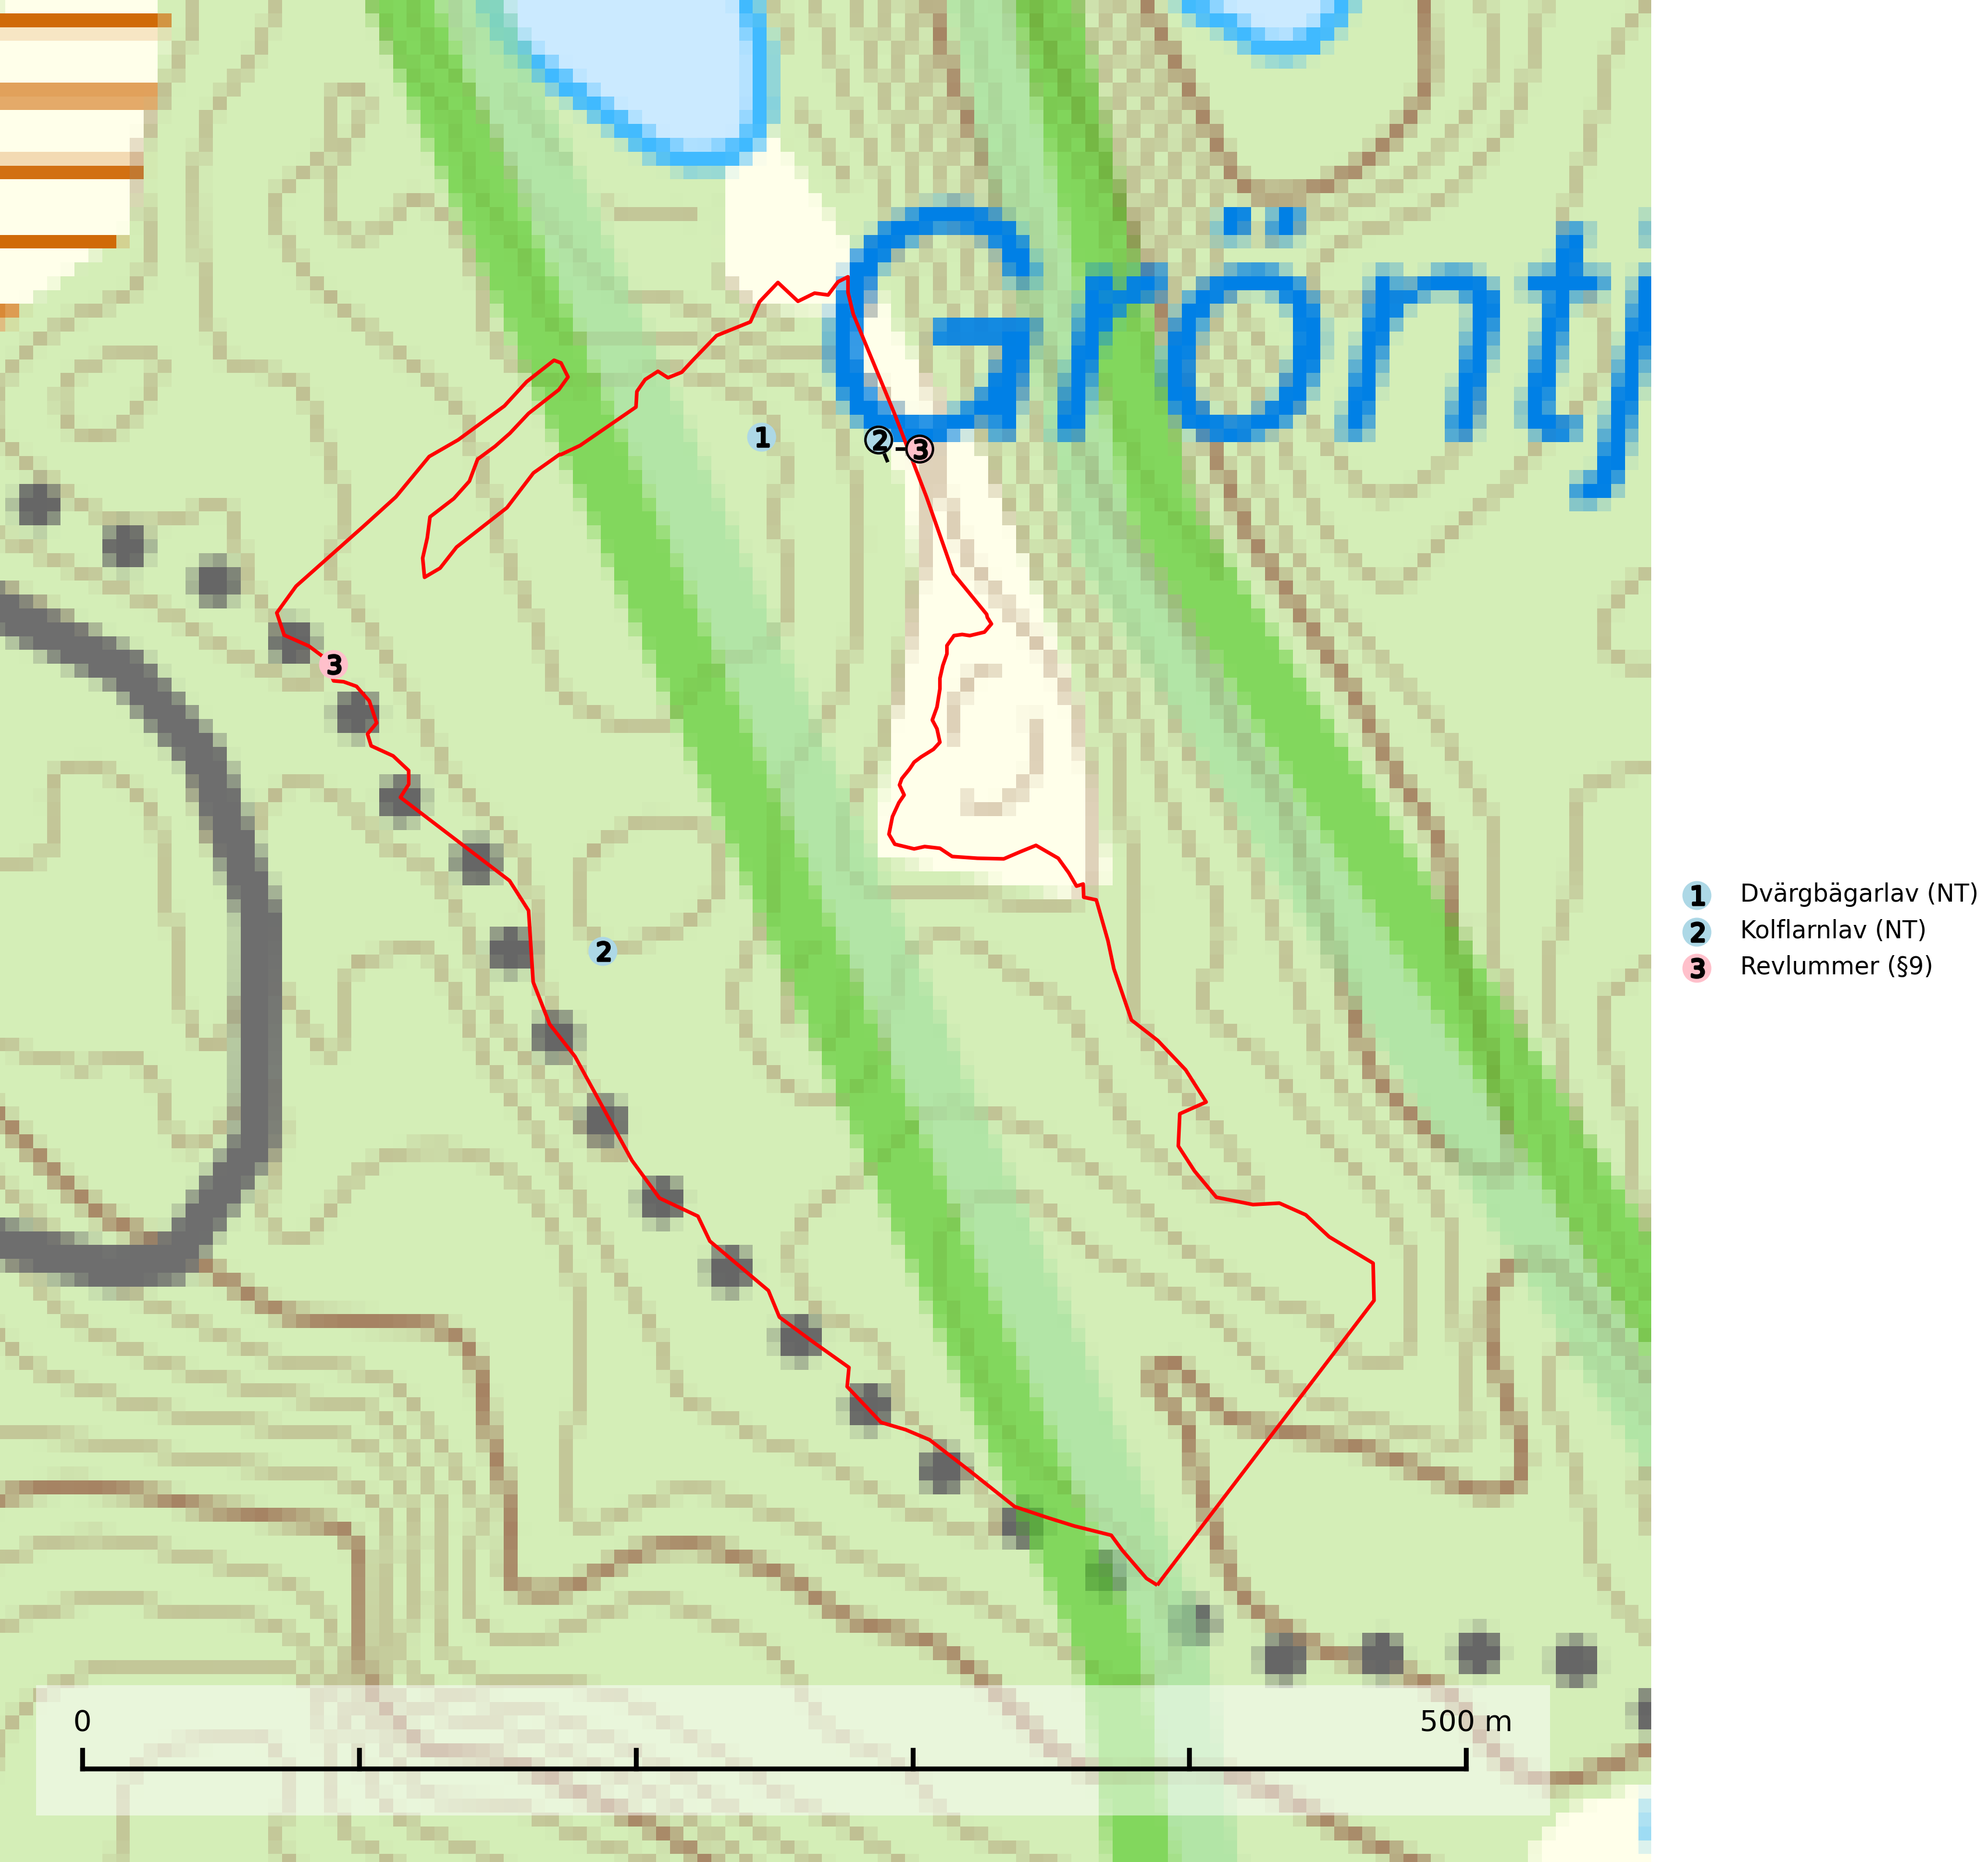 Gröntj
1
2
3
3
2
1 Dvärgbägarlav (NT)
2 Kolflarnlav (NT)
3 Revlummer (§9)
0 500 m